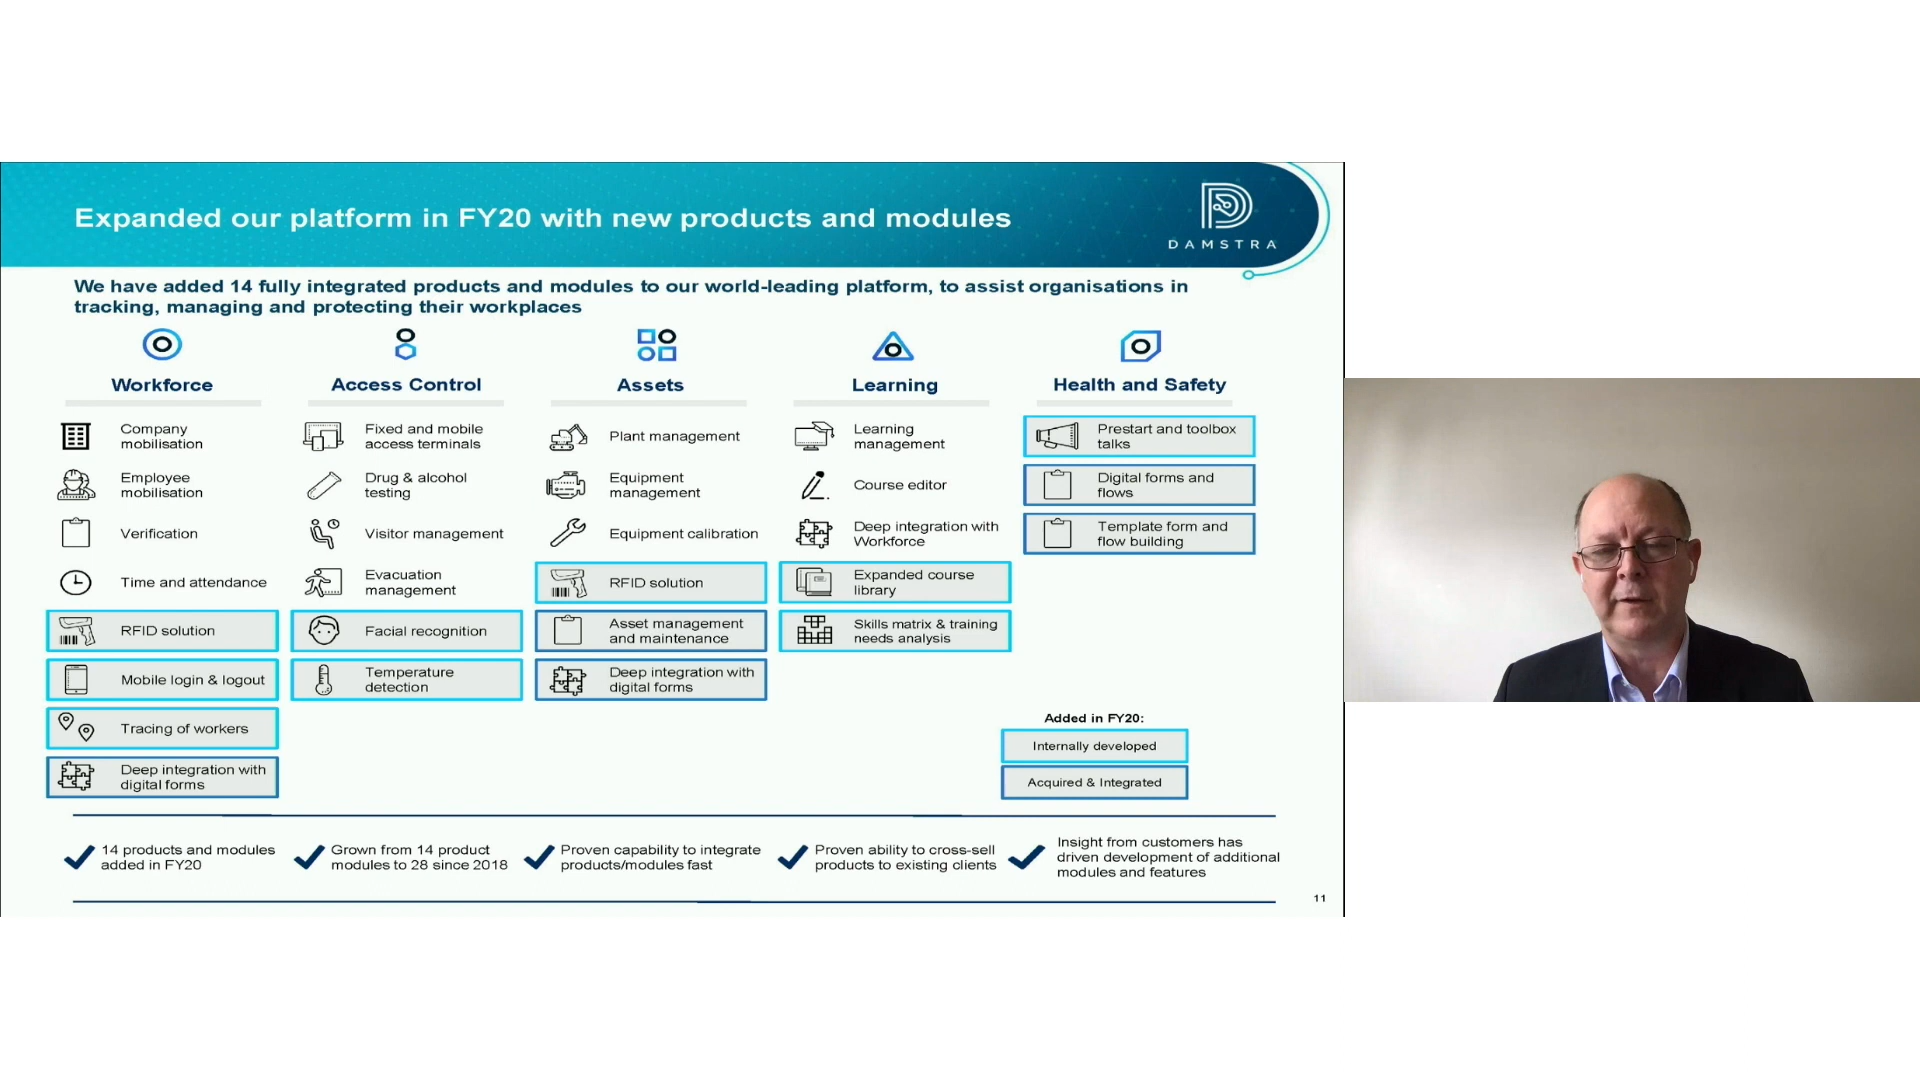 Expanded our platform in FY20 with new products and modules
DAMSTRA
We have added 14 fully integrated products and modules to our world-leading platform, to assist organisations in
tracking, managing and protecting their workplaces
Workforce
Company
mobilisation
Employee
mobilisation
Verification
Time and attendance
RFID solution
Mobile login & logout
Tracing of workers
Deep integration with
digital forms
Access Control
Fixed and mobile
access terminals
Drug & alcohol
testing
Visitor management
Evacuation
management
Facial recognition
Temperature
detection
Assets
Plant management
Equipment
management
Equipment calibration
RFID solution
Asset management
and maintenance
Deep integration with
digital forms
Learning
Learning
management
Course editor
Deep integration with
Workforce
Expanded course
library
Skills matrix & training
needs analysis
Health and Safety
Prestart and toolbox
talks
Digital forms and
flows
Template form and
flow building
Added in FY20:
Internally developed
Acquired & Integrated
14 products and modules
added in FY20
Grown from 14 product
modules to 28 since 2018
Proven capability to integrate
products/modules fast
Proven ability to cross-sell
products to existing clients
Insight from customers has
driven development of additional
modules and features
11